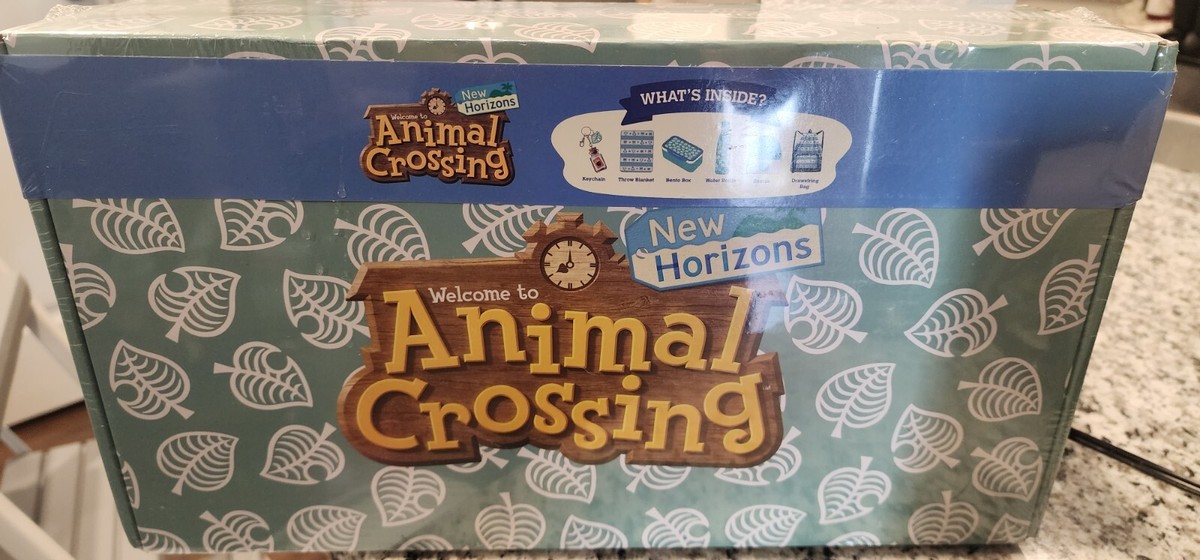 New
Horizons
Welcome to
Animal
Crossing
WHAT'S INSIDE?
Keychain
Throw Blanket
Bento Box
Water
Drawstring
Bag
New
Horizons
Welcome to
Animal
Crossing